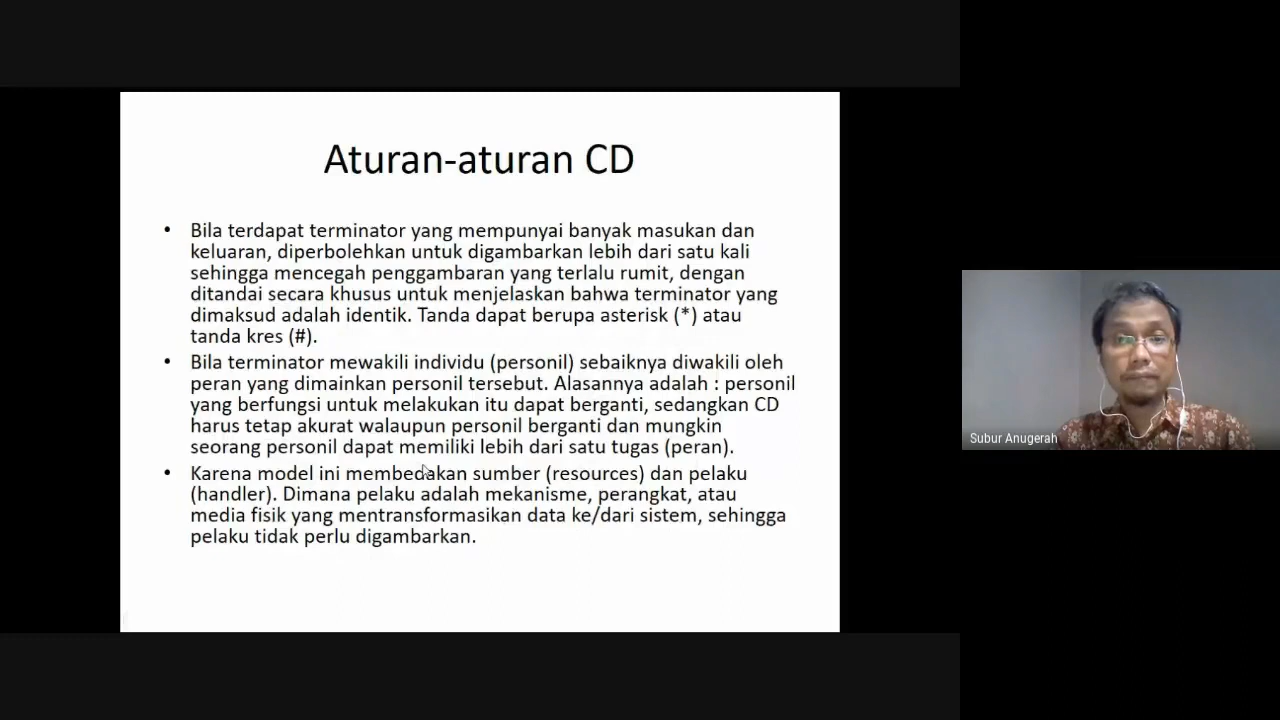 Aturan-aturan CD
• Bila terdapat terminator yang mempunyai banyak masukan dan
keluaran, diperbolehkan untuk digambarkan lebih dari satu kali
sehingga mencegah penggambaran yang terlalu rumit, dengan
ditandai secara khusus untuk menjelaskan bahwa terminator yang
dimaksud adalah identik. Tanda dapat berupa asterisk (*) atau
tanda kres (#).
• Bila terminator mewakili individu (personil) sebaiknya diwakili oleh
peran yang dimainkan personil tersebut. Alasannya adalah : personil
yang berfungsi untuk melakukan itu dapat berganti, sedangkan CD
harus tetap akurat walaupun personil berganti dan mungkin
seorang personil dapat memiliki lebih dari satu tugas (peran).
• Karena model ini membedakan sumber (resources) dan pelaku
(handler). Dimana pelaku adalah mekanisme, perangkat, atau
media fisik yang mentransformasikan data ke/dari sistem, sehingga
pelaku tidak perlu digambarkan.
Subur Anugerah